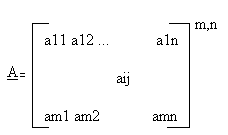 m,n
a11 a12 ... a1n
A = aij
am1 am2 amn